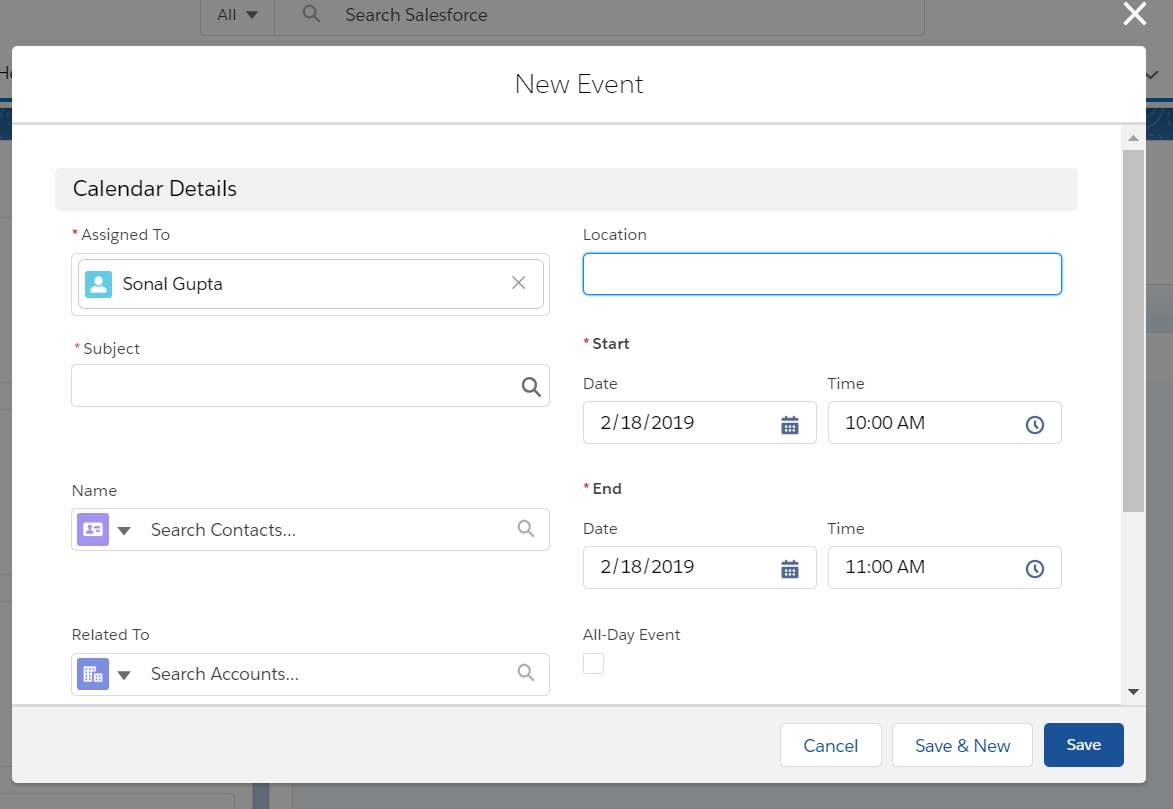 All Search Salesforce
New Event
Calendar Details
* Assigned To
Sonal Gupta
Location
* Subject
* Start
Date Time
2/18/2019 10:00 AM
Name
Search Contacts...
* End
Date Time
2/18/2019 11:00 AM
Related To
Search Accounts...
All-Day Event
Cancel Save & New Save